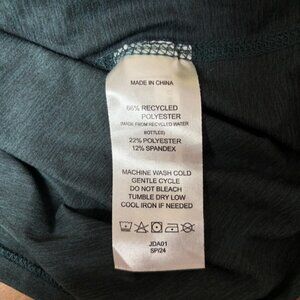 MADE IN CHINA
66% RECYCLED
POLYESTER
(MADE FROM RECYCLED WATER
BOTTLES)
22% POLYESTER
12% SPANDEX
MACHINE WASH COLD
GENTLE CYCLE
DO NOT BLEACH
TUMBLE DRY LOW
COOL IRON IF NEEDED
JDA01
SP/24